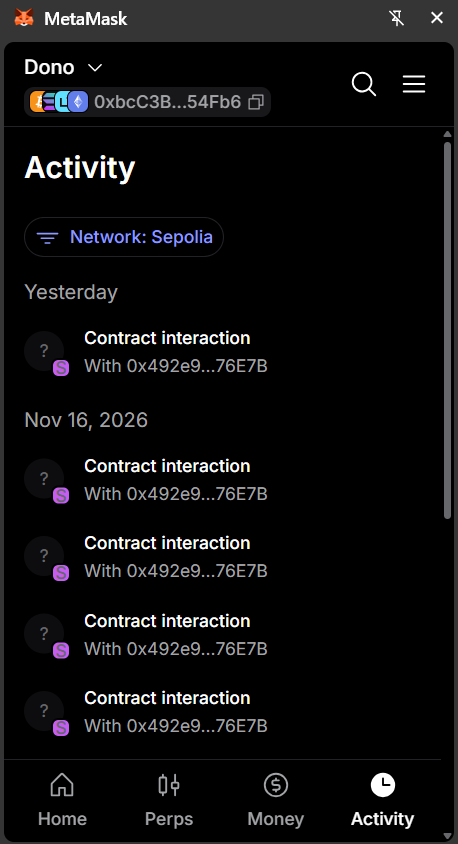 MetaMask
Dono
0xbcC3B...54Fb6
Activity
Network: Sepolia
Yesterday
?
S
Contract interaction
With 0x492e9...76E7B
Nov 16, 2026
?
S
Contract interaction
With 0x492e9...76E7B
?
S
Contract interaction
With 0x492e9...76E7B
?
S
Contract interaction
With 0x492e9...76E7B
?
S
Contract interaction
With 0x492e9...76E7B
Home
Perps
Money
Activity